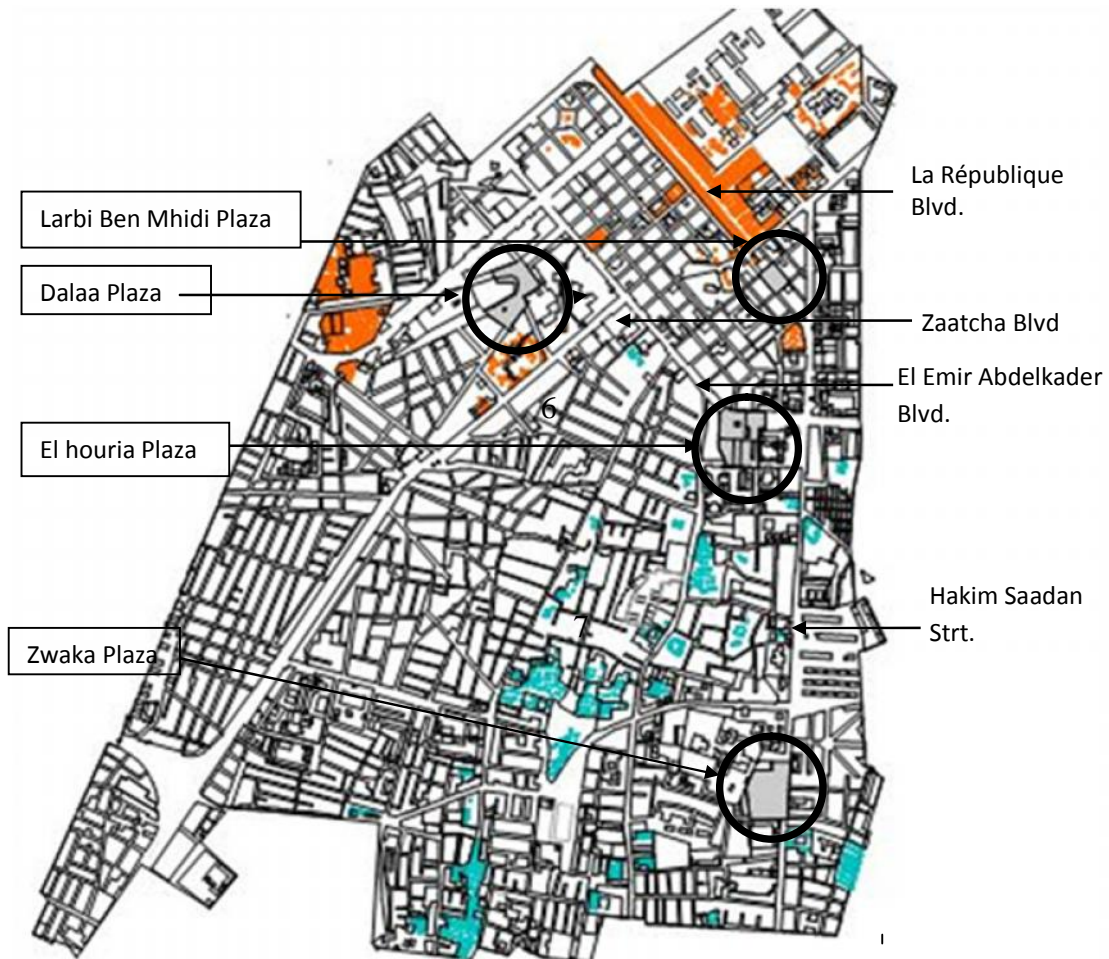 La République
Blvd.
Larbi Ben Mhidi Plaza
Dalaa Plaza
Zaatcha Blvd
El Emir Abdelkader
Blvd.
6
El houria Plaza
Hakim Saadan
Strt.
7
Zwaka Plaza